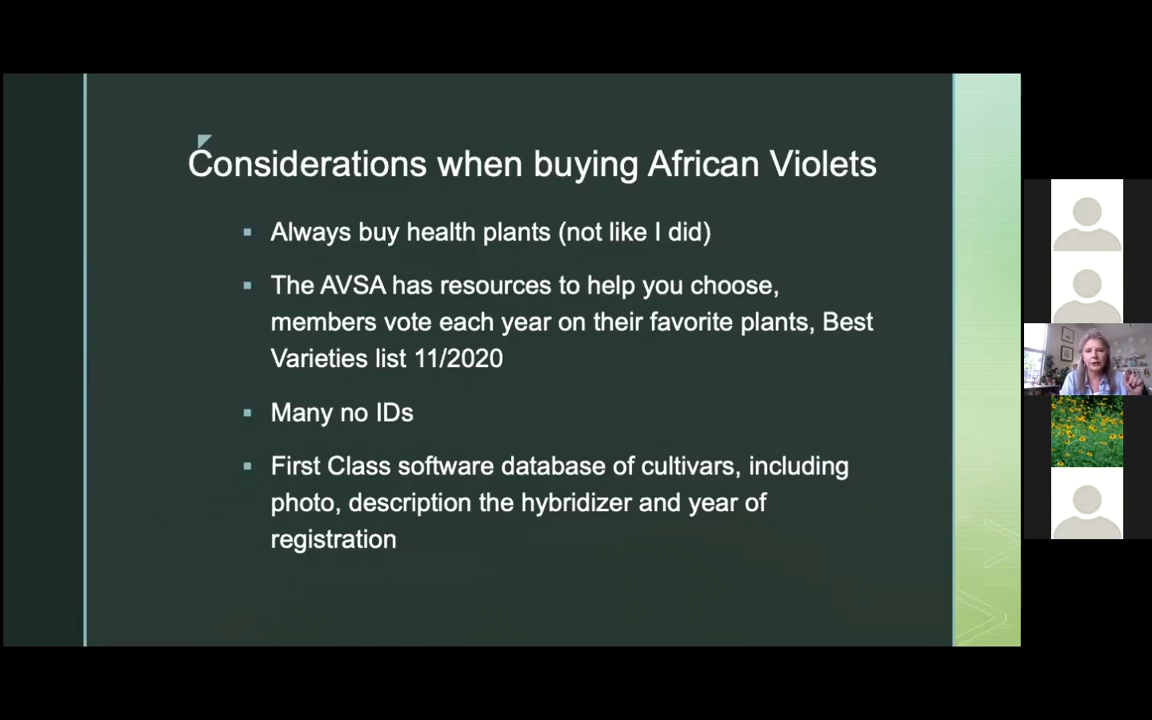 Considerations when buying African Violets
Always buy health plants (not like I did)
The AVSA has resources to help you choose,
members vote each year on their favorite plants, Best
Varieties list 11/2020
Many no IDs
First Class software database of cultivars, including
photo, description the hybridizer and year of
registration